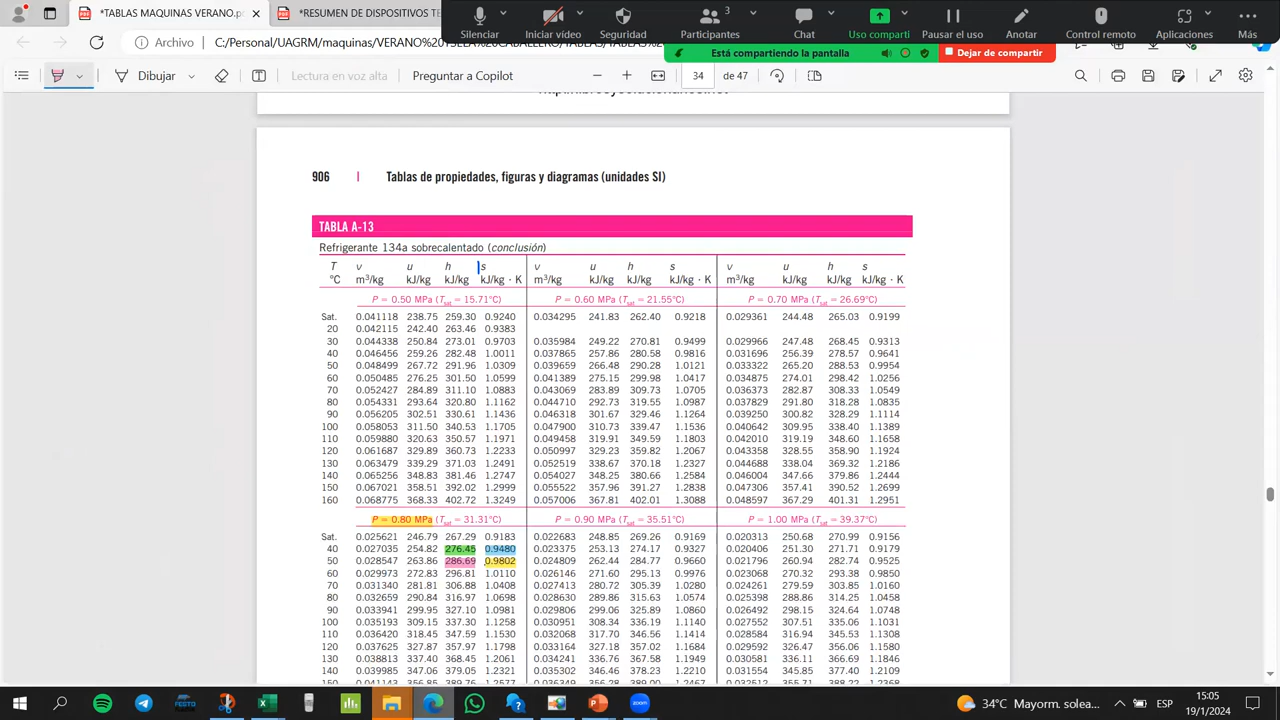 *TABLAS MAQUINAS VERANO.pdf
*RESUMEN DE DISPOSITIVOS TE
Silenciar
Iniciar vídeo
Seguridad
3
Participantes
Chat
Uso comparti
Pausar el uso
Anotar
Control remoto
Aplicaciones
Más
Archivo
Está compartiendo la pantalla
Dejar de compartir
Dibujar
Lectura en voz alta
Preguntar a Copilot
34
de 47
906 | Tablas de propiedades, figuras y diagramas (unidades SI)
TABLA A-13
Refrigerante 134a sobrecalentado (conclusión)
T v u h s v u h s v u h s
°C m³/kg kJ/kg kJ/kg kJ/kg · K m³/kg kJ/kg kJ/kg kJ/kg · K m³/kg kJ/kg kJ/kg kJ/kg · K
P = 0.50 MPa (Tsat = 15.71°C) P = 0.60 MPa (Tsat = 21.55°C) P = 0.70 MPa (Tsat = 26.69°C)
Sat. 0.041118 238.75 259.30 0.9240 0.034295 241.83 262.40 0.9218 0.029361 244.48 265.03 0.9199
20 0.042115 242.40 263.46 0.9383
30 0.044338 250.84 273.01 0.9703 0.035984 249.22 270.81 0.9499 0.029966 247.48 268.45 0.9313
40 0.046456 259.26 282.48 1.0011 0.037865 257.86 280.58 0.9816 0.031696 256.39 278.57 0.9641
50 0.048499 267.72 291.96 1.0309 0.039659 266.48 290.28 1.0121 0.033322 265.20 288.53 0.9954
60 0.050485 276.25 301.50 1.0599 0.041389 275.15 299.98 1.0417 0.034875 274.01 298.42 1.0256
70 0.052427 284.89 311.10 1.0883 0.043069 283.89 309.73 1.0705 0.036373 282.87 308.33 1.0549
80 0.054331 293.64 320.80 1.1162 0.044710 292.73 319.55 1.0987 0.037829 291.80 318.28 1.0835
90 0.056205 302.51 330.61 1.1436 0.046318 301.67 329.46 1.1264 0.039250 300.82 328.29 1.1114
100 0.058053 311.50 340.53 1.1705 0.047900 310.73 339.47 1.1536 0.040642 309.95 338.40 1.1389
110 0.059880 320.63 350.57 1.1971 0.049458 319.91 349.59 1.1803 0.042010 319.19 348.60 1.1658
120 0.061687 329.89 360.73 1.2233 0.050997 329.23 359.82 1.2067 0.043358 328.55 358.90 1.1924
130 0.063479 339.29 371.03 1.2491 0.052519 338.67 370.18 1.2327 0.044688 338.04 369.32 1.2186
140 0.065256 348.83 381.46 1.2747 0.054027 348.25 380.66 1.2584 0.046004 347.66 379.86 1.2444
150 0.067021 358.51 392.02 1.2999 0.055522 357.96 391.27 1.2838 0.047306 357.41 390.52 1.2699
160 0.068775 368.33 402.72 1.3249 0.057006 367.81 402.01 1.3088 0.048597 367.29 401.31 1.2951
P = 0.80 MPa (Tsat = 31.31°C) P = 0.90 MPa (Tsat = 35.51°C) P = 1.00 MPa (Tsat = 39.37°C)
Sat. 0.025621 246.79 267.29 0.9183 0.022683 248.85 269.26 0.9169 0.020313 250.68 270.99 0.9156
40 0.027035 254.82 276.45 0.9480 0.023375 253.13 274.17 0.9327 0.020406 251.30 271.71 0.9179
50 0.028547 263.86 286.69 0.9802 0.024809 262.44 284.77 0.9660 0.021796 260.94 282.74 0.9525
60 0.029973 272.83 296.81 1.0110 0.026146 271.60 295.13 0.9976 0.023068 270.32 293.38 0.9850
70 0.031340 281.81 306.88 1.0408 0.027413 280.72 305.39 1.0280 0.024261 279.59 303.85 1.0160
80 0.032659 290.84 316.97 1.0698 0.028630 289.86 315.63 1.0574 0.025398 288.86 314.25 1.0458
90 0.033941 299.95 327.10 1.0981 0.029806 299.06 325.89 1.0860 0.026492 298.15 324.64 1.0748
100 0.035193 309.15 337.30 1.1258 0.030951 308.34 336.19 1.1140 0.027552 307.51 335.06 1.1031
110 0.036420 318.45 347.59 1.1530 0.032068 317.70 346.56 1.1414 0.028584 316.94 345.53 1.1308
120 0.037625 327.87 357.97 1.1798 0.033164 327.18 357.02 1.1684 0.029592 326.47 356.06 1.1580
130 0.038813 337.40 368.45 1.2061 0.034241 336.76 367.58 1.1949 0.030581 336.11 366.69 1.1846
140 0.039985 347.06 379.05 1.2321 0.035302 346.46 378.23 1.2210 0.031554 345.85 377.40 1.2109
34°C Mayorm. solea...
ESP
15:05
19/1/2024